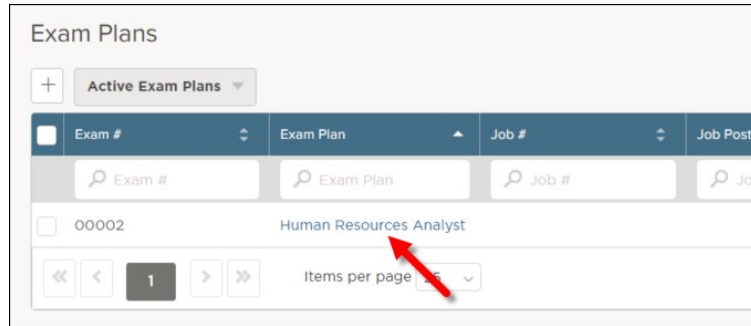 Exam Plans
+ Active Exam Plans
Exam # Exam Plan Job # Job Post
Exam # Exam Plan Job # Jo
00002 Human Resources Analyst
1 Items per page